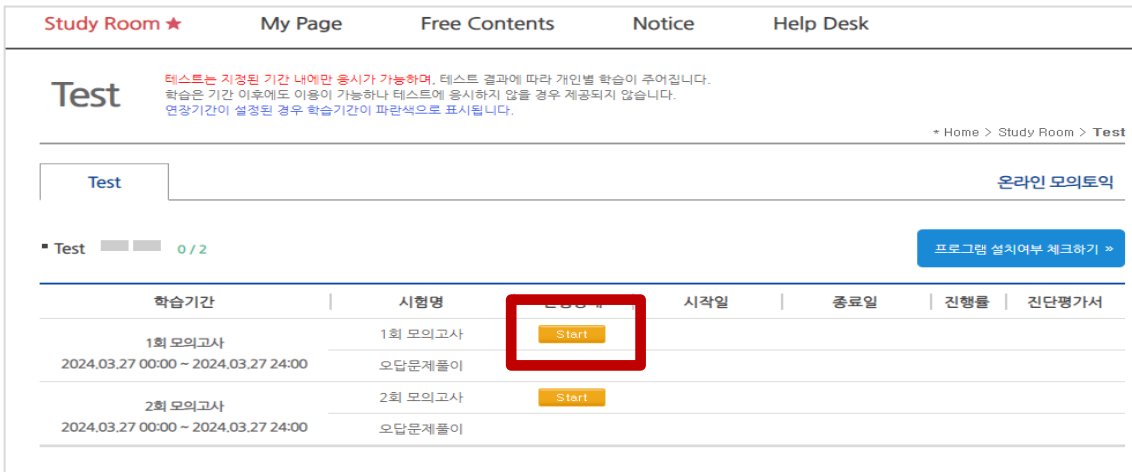 Study Room ★ My Page Free Contents Notice Help Desk
Test
테스트는 지정된 기간 내에만 응시가 가능하며, 테스트 결과에 따라 개인별 학습이 주어집니다.
학습은 기간 이후에도 이용이 가능하나 테스트에 응시하지 않을 경우 제공되지 않습니다.
연장기간이 설정된 경우 학습기간이 파란색으로 표시됩니다.
* Home > Study Room > Test
Test 온라인 모의토익
Test 0 / 2 프로그램 설치여부 체크하기 »
학습기간 시험명 시작일 종료일 진행률 진단평가서
1회 모의고사 Start
1회 모의고사
2024.03.27 00:00 ~ 2024.03.27 24:00 오답문제풀이
2회 모의고사 Start
2회 모의고사
2024.03.27 00:00 ~ 2024.03.27 24:00 오답문제풀이